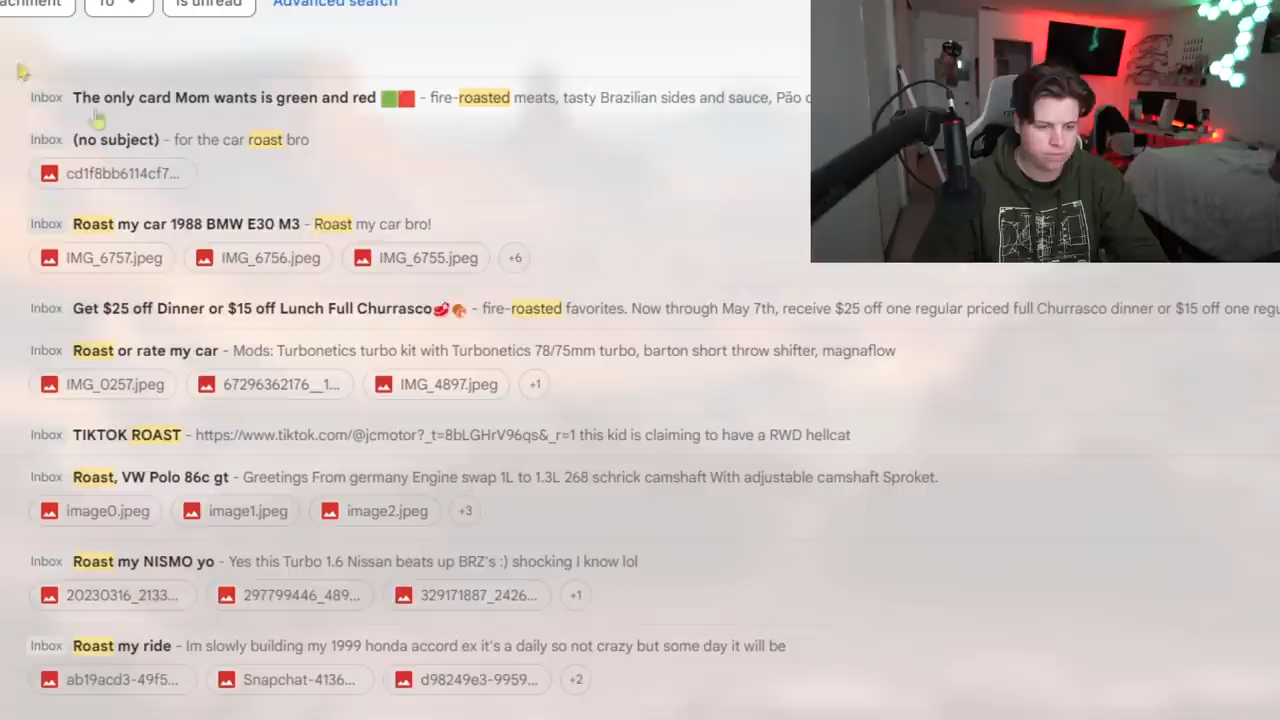 To
is unread
Advanced search
Inbox The only card Mom wants is green and red - fire-roasted meats, tasty Brazilian sides and sauce, Pão
Inbox (no subject) - for the car roast bro
cd1f8bb6114cf7...
Inbox Roast my car 1988 BMW E30 M3 - Roast my car bro!
IMG_6757.jpeg IMG_6756.jpeg IMG_6755.jpeg +6
Inbox Get $25 off Dinner or $15 off Lunch Full Churrasco🥩🍖 - fire-roasted favorites. Now through May 7th, receive $25 off one regular priced full Churrasco dinner or $15 off one
Inbox Roast or rate my car - Mods: Turbonetics turbo kit with Turbonetics 78/75mm turbo, barton short throw shifter, magnaflow
IMG_0257.jpeg 67296362176__1... IMG_4897.jpeg +1
Inbox TIKTOK ROAST - https://www.tiktok.com/@jcmotor?_t=8bLGHrV96qs&_r=1 this kid is claiming to have a RWD hellcat
Inbox Roast, VW Polo 86c gt - Greetings From germany Engine swap 1L to 1.3L 268 schrick camshaft With adjustable camshaft Sproket.
image0.jpeg image1.jpeg image2.jpeg +3
Inbox Roast my NISMO yo - Yes this Turbo 1.6 Nissan beats up BRZ's :) shocking I know lol
20230316_2133... 297799446_489... 329171887_2426... +1
Inbox Roast my ride - Im slowly building my 1999 honda accord ex it's a daily so not crazy but some day it will be
ab19acd3-49f5... Snapchat-4136... d98249e3-9959... +2